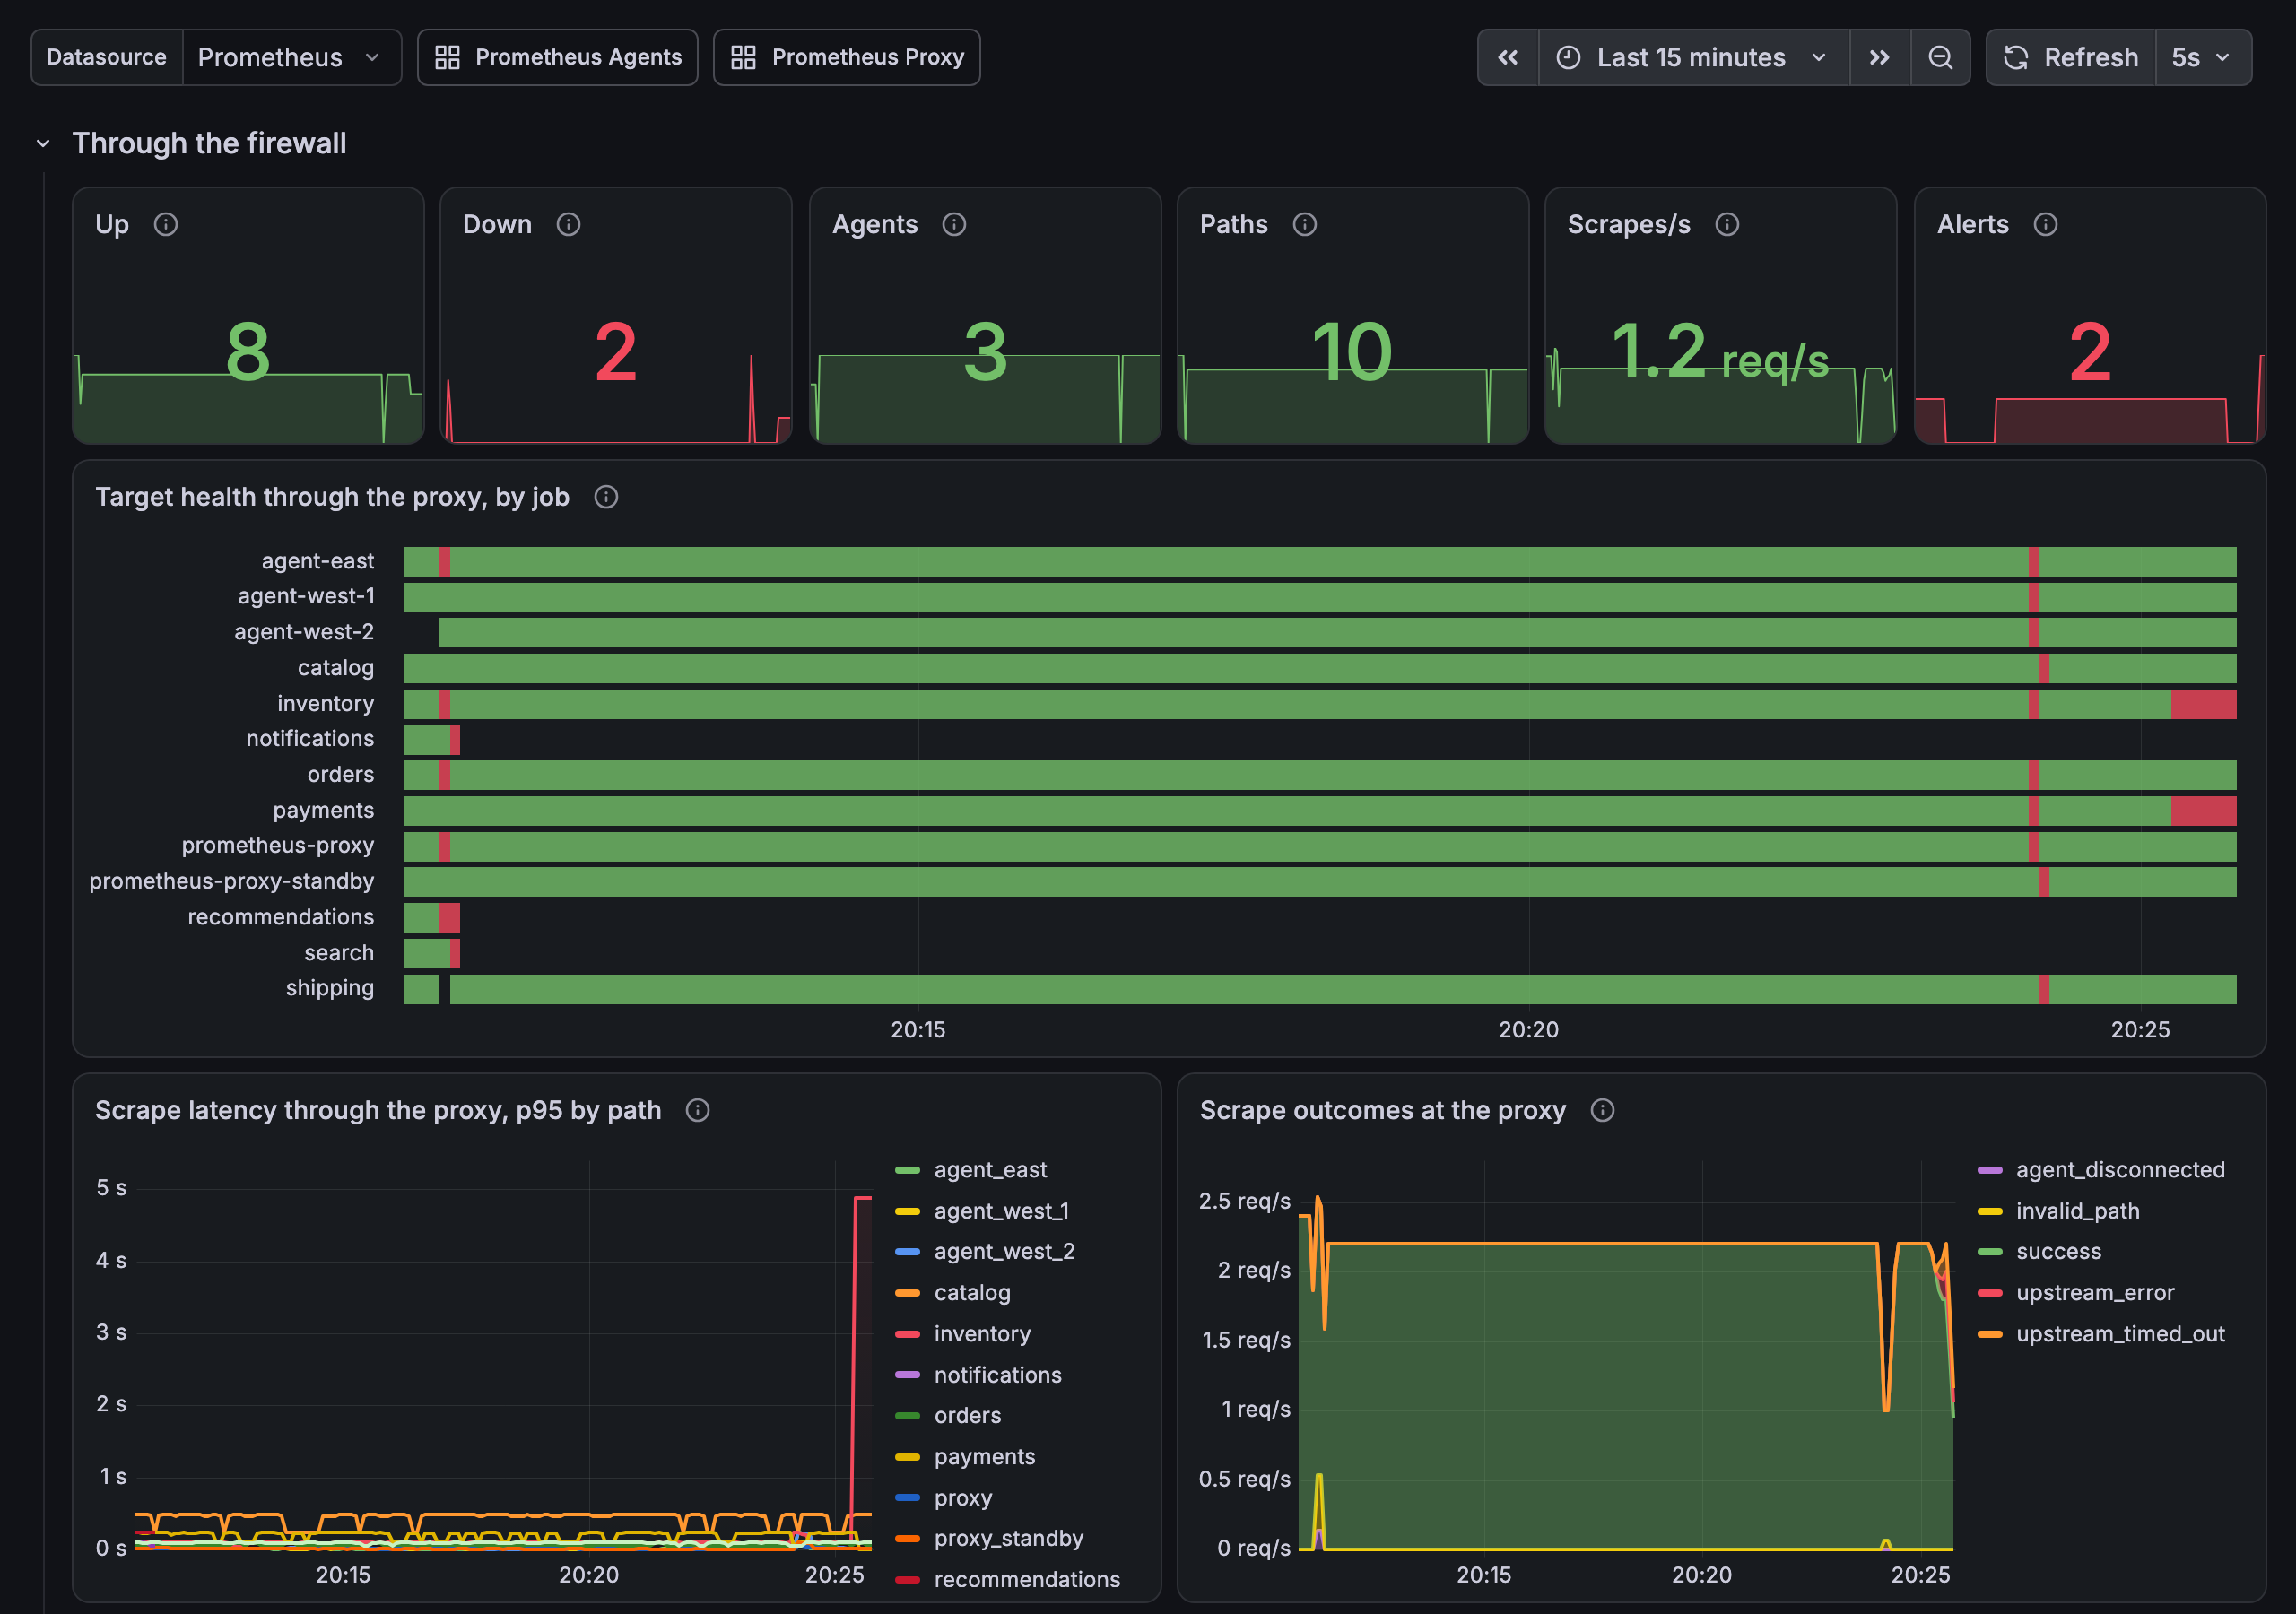 Datasource Prometheus Prometheus Agents Prometheus Proxy Last 15 minutes Refresh 5s
Through the firewall
Up Down Agents Paths Scrapes/s Alerts
8 2 3 10 1.2 req/s 2
Target health through the proxy, by job
agent-east
agent-west-1
agent-west-2
catalog
inventory
notifications
orders
payments
prometheus-proxy
prometheus-proxy-standby
recommendations
search
shipping
20:15 20:20 20:25
Scrape latency through the proxy, p95 by path
5 s
4 s
3 s
2 s
1 s
0 s
20:15 20:20 20:25
agent_east
agent_west_1
agent_west_2
catalog
inventory
notifications
orders
payments
proxy
proxy_standby
recommendations
Scrape outcomes at the proxy
2.5 req/s
2 req/s
1.5 req/s
1 req/s
0.5 req/s
0 req/s
20:15 20:20 20:25
agent_disconnected
invalid_path
success
upstream_error
upstream_timed_out